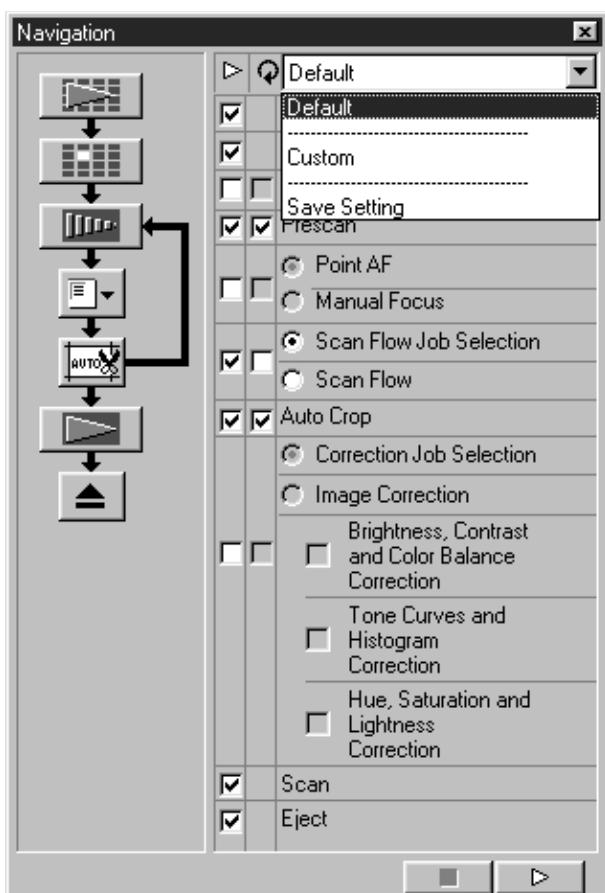 Navigation
Default
Default
Custom
Save Setting
Prescan
Point AF
Manual Focus
Scan Flow Job Selection
Scan Flow
AUTO
Auto Crop
Correction Job Selection
Image Correction
Brightness, Contrast
and Color Balance
Correction
Tone Curves and
Histogram
Correction
Hue, Saturation and
Lightness
Correction
Scan
Eject